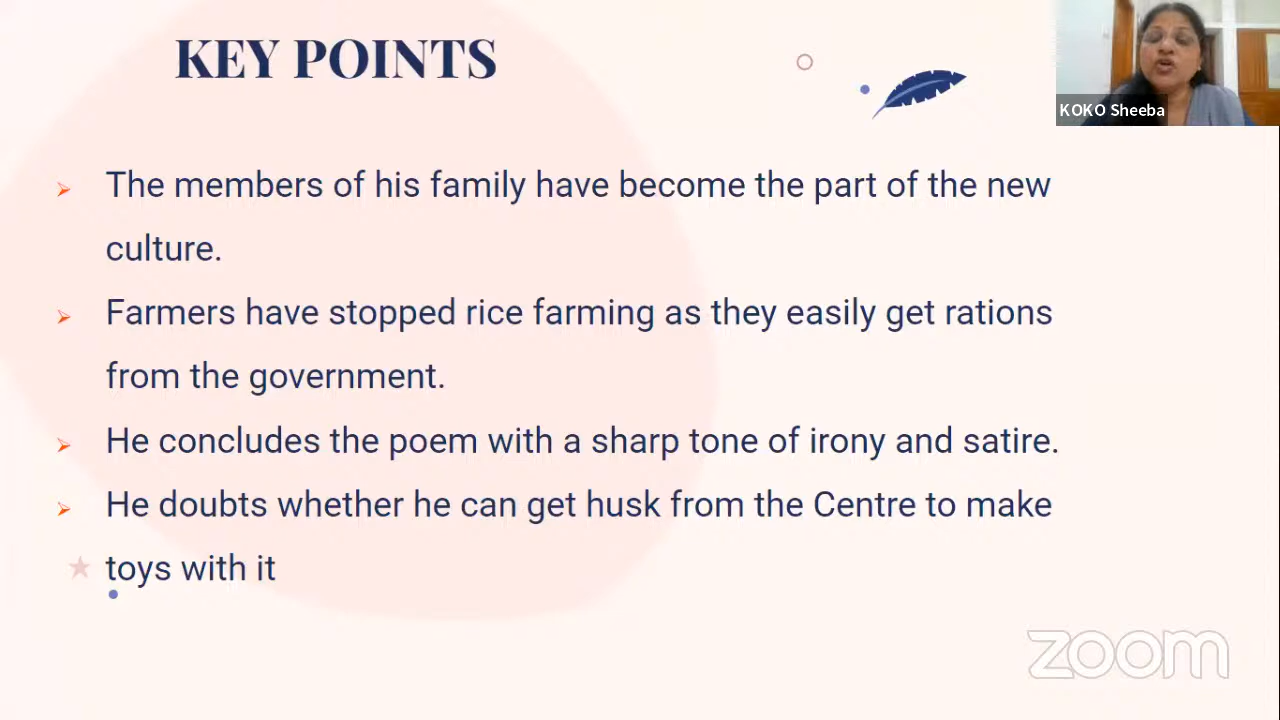 KEY POINTS
KOKO Sheeba
The members of his family have become the part of the new
culture.
Farmers have stopped rice farming as they easily get rations
from the government.
He concludes the poem with a sharp tone of irony and satire.
He doubts whether he can get husk from the Centre to make
toys with it
zoom